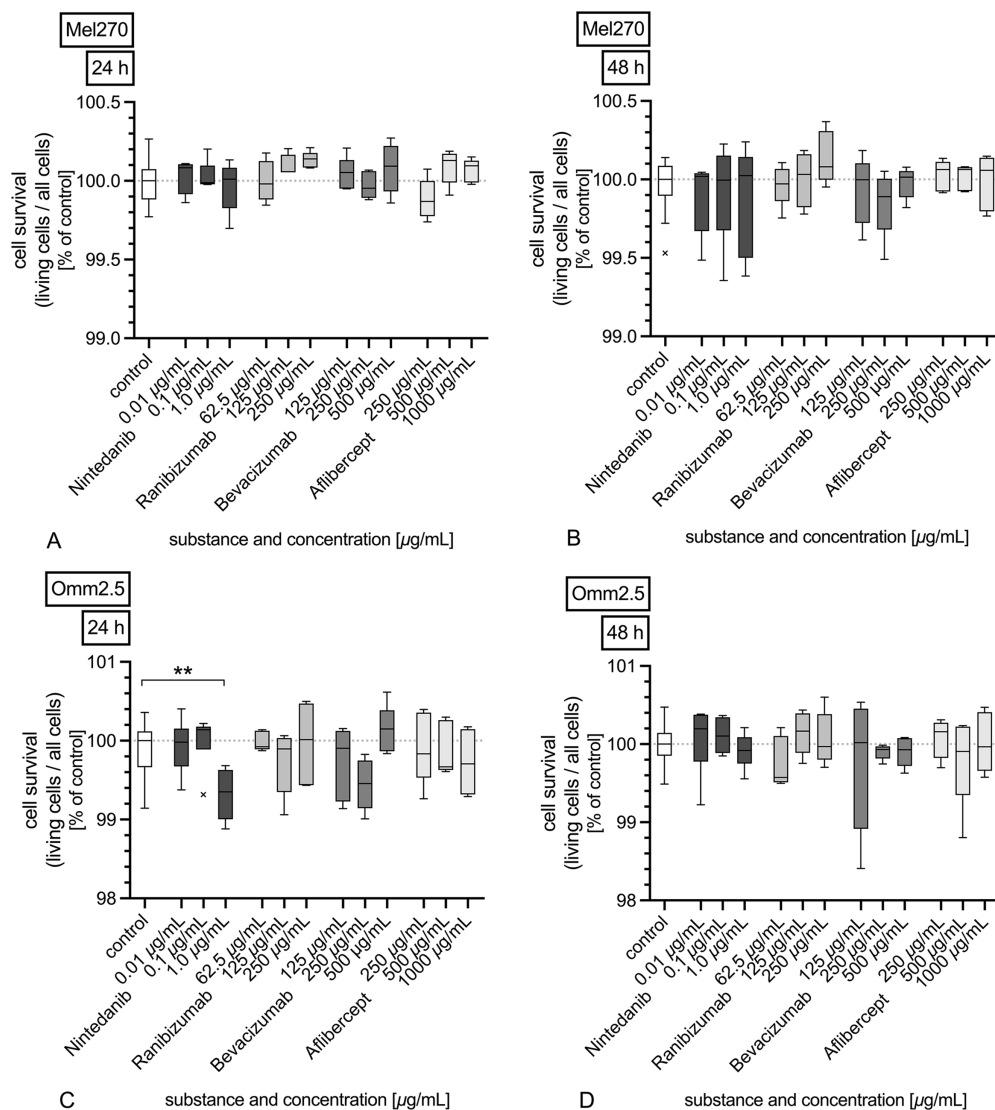 Mel270
24 h
100.5
100.0
99.5
99.0
cell survival
(living cells / all cells)
[% of control]
control
0.01 µg/mL
0.1 µg/mL
1.0 µg/mL
62.5 µg/mL
125 µg/mL
250 µg/mL
125 µg/mL
250 µg/mL
500 µg/mL
250 µg/mL
500 µg/mL
1000 µg/mL
Nintedanib
Ranibizumab
Bevacizumab
Aflibercept
A
substance and concentration [µg/mL]
Mel270
48 h
100.5
100.0
99.5
99.0
cell survival
(living cells / all cells)
[% of control]
×
control
0.01 µg/mL
0.1 µg/mL
1.0 µg/mL
62.5 µg/mL
125 µg/mL
250 µg/mL
125 µg/mL
250 µg/mL
500 µg/mL
250 µg/mL
500 µg/mL
1000 µg/mL
Nintedanib
Ranibizumab
Bevacizumab
Aflibercept
B
substance and concentration [µg/mL]
Omm2.5
24 h
101
100
99
98
cell survival
(living cells / all cells)
[% of control]
**
×
control
0.01 µg/mL
0.1 µg/mL
1.0 µg/mL
62.5 µg/mL
125 µg/mL
250 µg/mL
125 µg/mL
250 µg/mL
500 µg/mL
250 µg/mL
500 µg/mL
1000 µg/mL
Nintedanib
Ranibizumab
Bevacizumab
Aflibercept
C
substance and concentration [µg/mL]
Omm2.5
48 h
101
100
99
98
cell survival
(living cells / all cells)
[% of control]
control
0.01 µg/mL
0.1 µg/mL
1.0 µg/mL
62.5 µg/mL
125 µg/mL
250 µg/mL
125 µg/mL
250 µg/mL
500 µg/mL
250 µg/mL
500 µg/mL
1000 µg/mL
Nintedanib
Ranibizumab
Bevacizumab
Aflibercept
D
substance and concentration [µg/mL]